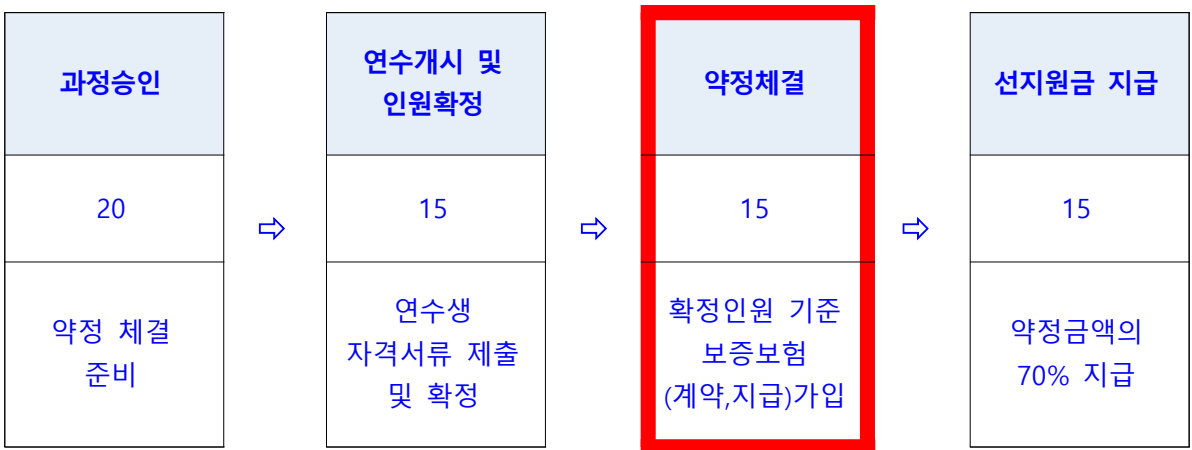 과정승인
연수개시 및
인원확정
약정체결
선지원금 지급
20
⇨
15
⇨
15
⇨
15
약정 체결
준비
연수생
자격서류 제출
및 확정
확정인원 기준
보증보험
(계약,지급)가입
약정금액의
70% 지급